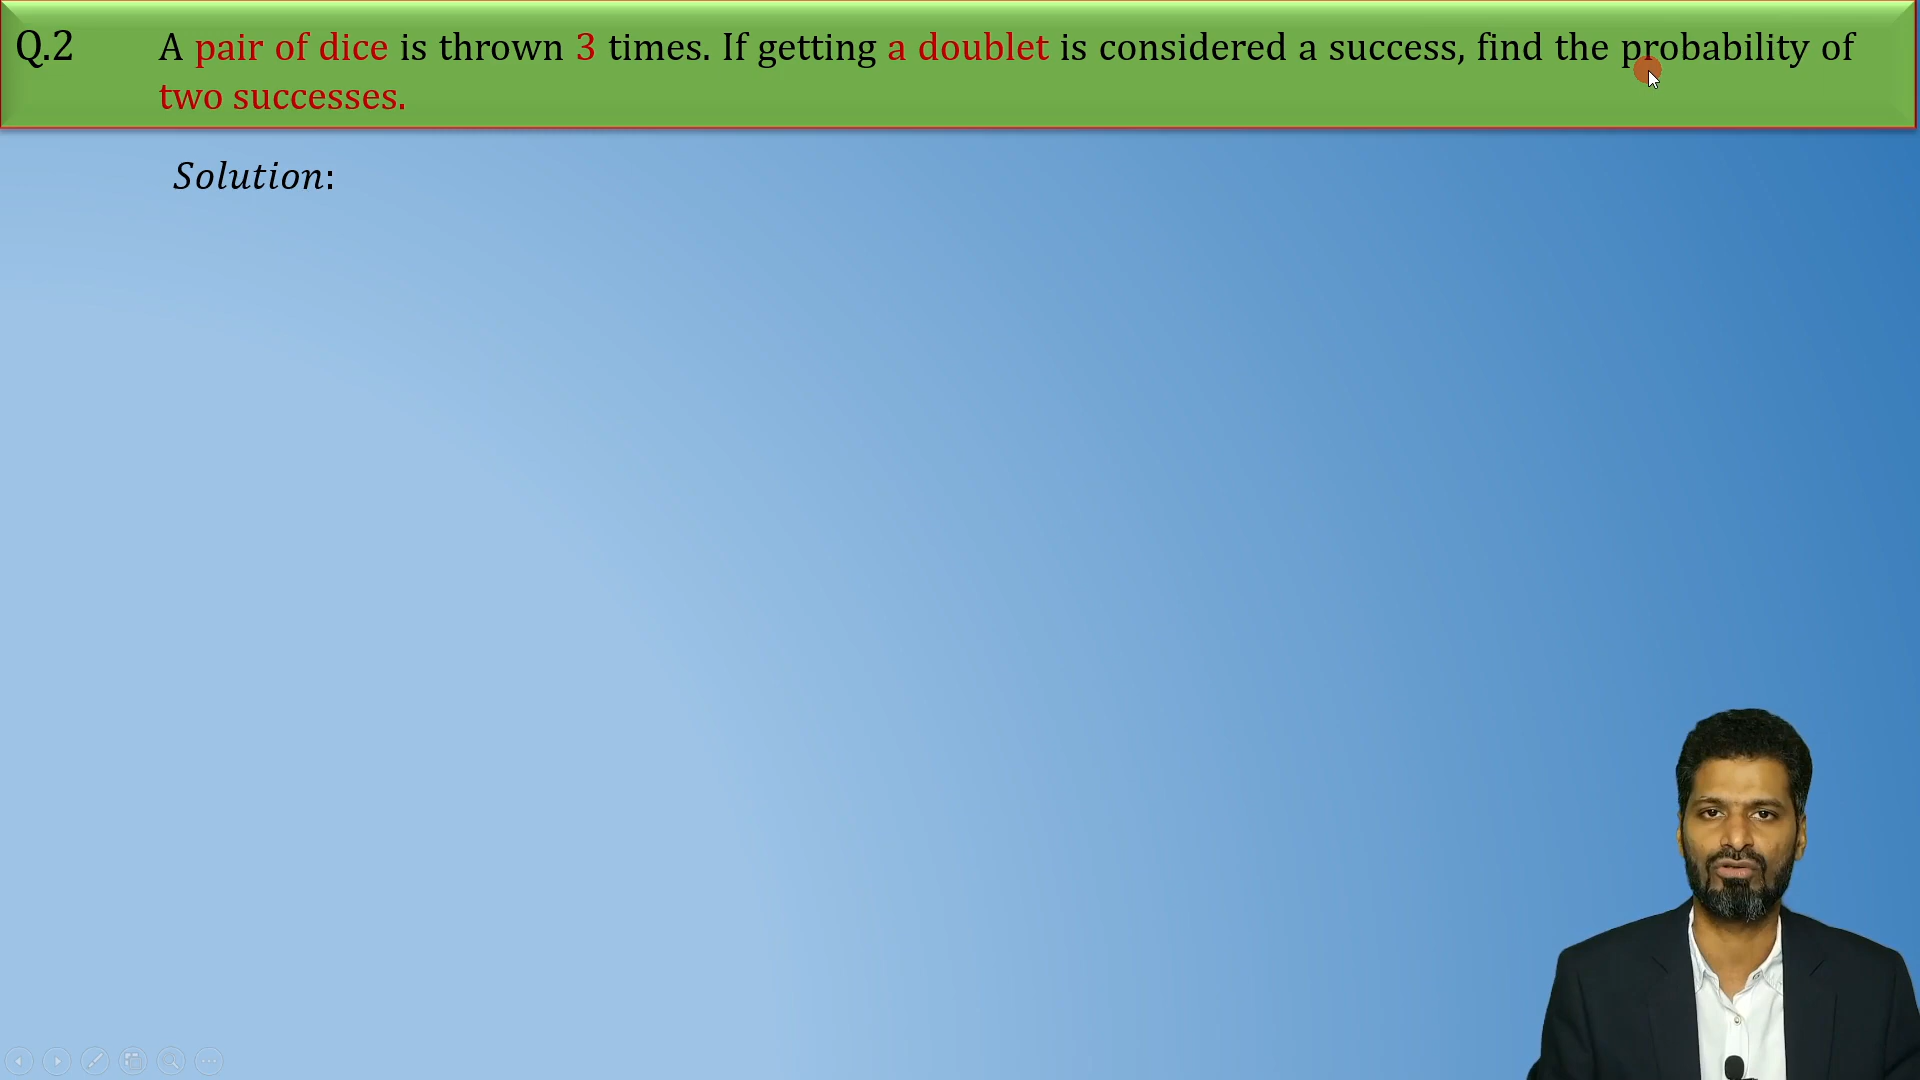 Q.2 A pair of dice is thrown 3 times. If getting a doublet is considered a success, find the probability of
two successes.
Solution: